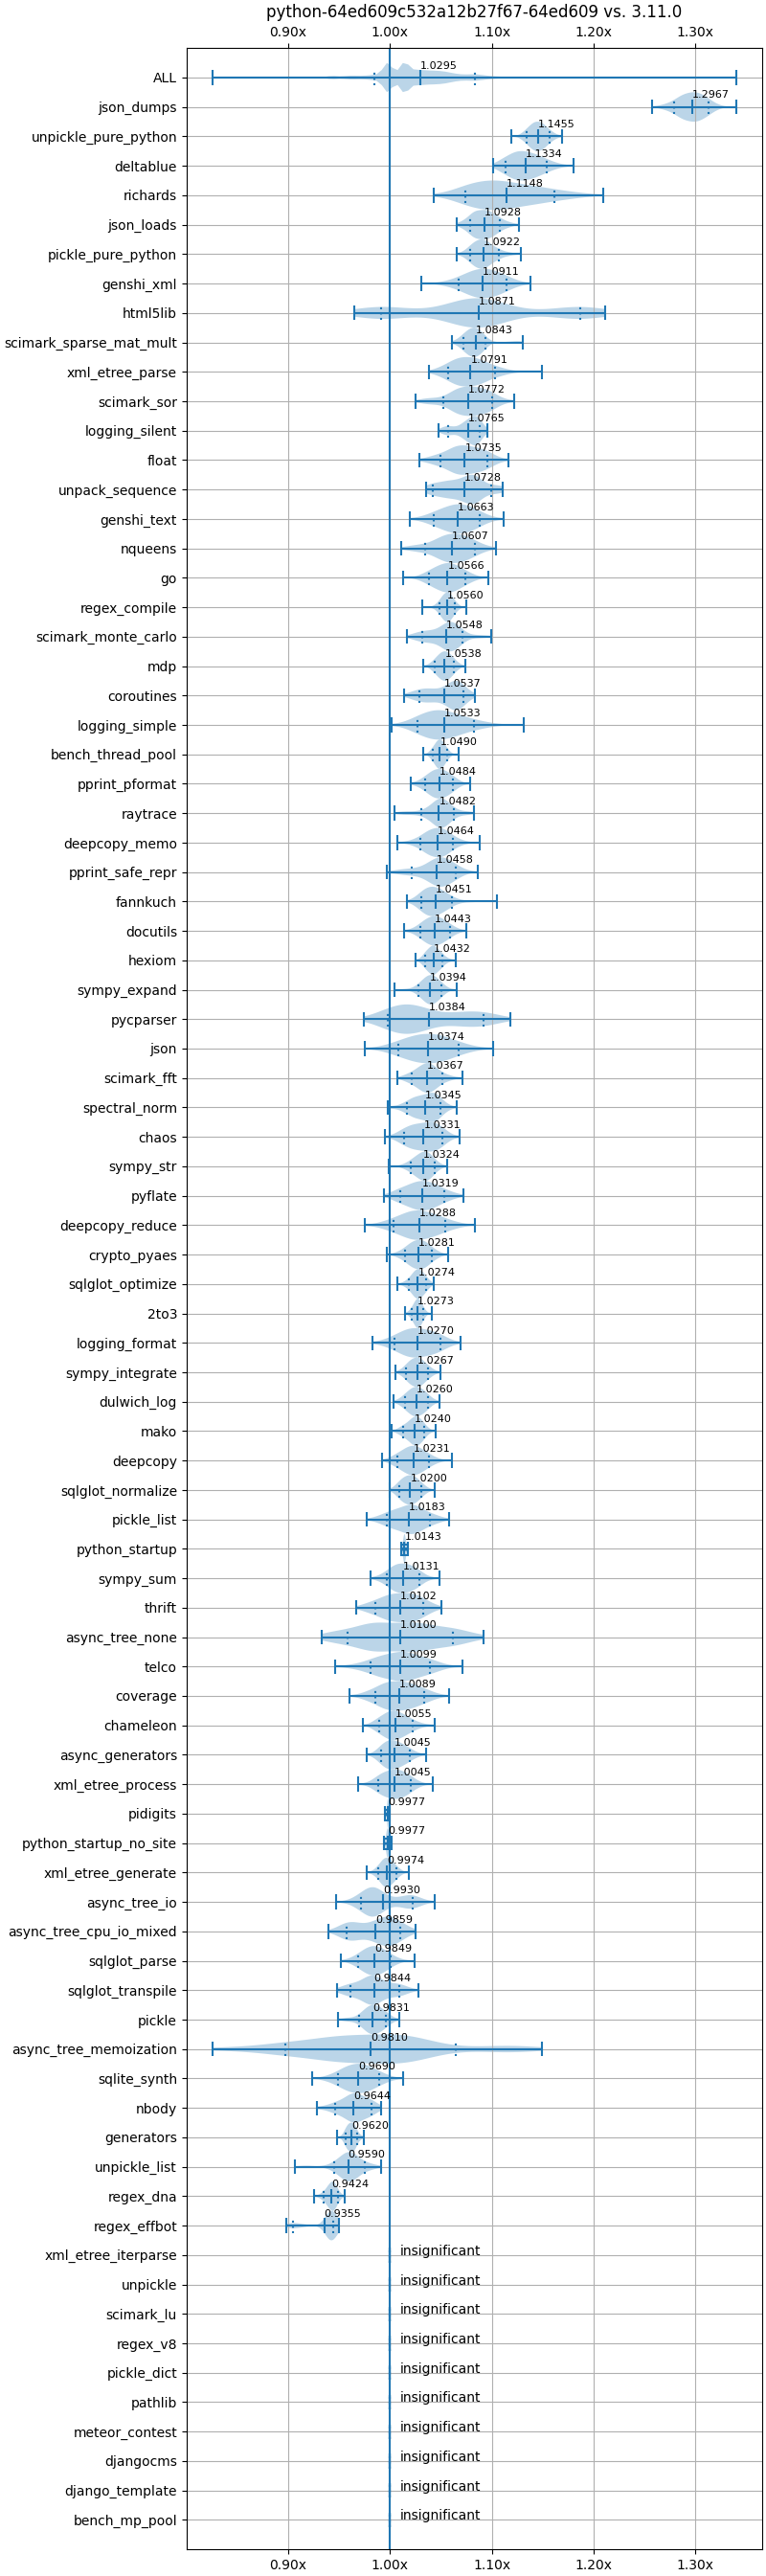 python-64ed609c532a12b27f67-64ed609 vs. 3.11.0
0.90x 1.00x 1.10x 1.20x 1.30x
ALL 1.0295
json_dumps 1.2967
unpickle_pure_python 1.1455
deltablue 1.1334
richards 1.1148
json_loads 1.0928
pickle_pure_python 1.0922
genshi_xml 1.0911
html5lib 1.0871
scimark_sparse_mat_mult 1.0843
xml_etree_parse 1.0791
scimark_sor 1.0772
logging_silent 1.0765
float 1.0735
unpack_sequence 1.0728
genshi_text 1.0663
nqueens 1.0607
go 1.0566
regex_compile 1.0560
scimark_monte_carlo 1.0548
mdp 1.0538
coroutines 1.0537
logging_simple 1.0533
bench_thread_pool 1.0490
pprint_pformat 1.0484
raytrace 1.0482
deepcopy_memo 1.0464
pprint_safe_repr 1.0458
fannkuch 1.0451
docutils 1.0443
hexiom 1.0432
sympy_expand 1.0394
pycparser 1.0384
json 1.0374
scimark_fft 1.0367
spectral_norm 1.0345
chaos 1.0331
sympy_str 1.0324
pyflate 1.0319
deepcopy_reduce 1.0288
crypto_pyaes 1.0281
sqlglot_optimize 1.0274
2to3 1.0273
logging_format 1.0270
sympy_integrate 1.0267
dulwich_log 1.0260
mako 1.0240
deepcopy 1.0231
sqlglot_normalize 1.0200
pickle_list 1.0183
python_startup 1.0143
sympy_sum 1.0131
thrift 1.0102
async_tree_none 1.0100
telco 1.0099
coverage 1.0089
chameleon 1.0055
async_generators 1.0045
xml_etree_process 1.0045
pidigits 0.9977
python_startup_no_site 0.9977
xml_etree_generate 0.9974
async_tree_io 0.9930
async_tree_cpu_io_mixed 0.9859
sqlglot_parse 0.9849
sqlglot_transpile 0.9844
pickle 0.9831
async_tree_memoization 0.9810
sqlite_synth 0.9690
nbody 0.9644
generators 0.9620
unpickle_list 0.9590
regex_dna 0.9424
regex_effbot 0.9355
xml_etree_iterparse insignificant
unpickle insignificant
scimark_lu insignificant
regex_v8 insignificant
pickle_dict insignificant
pathlib insignificant
meteor_contest insignificant
djangocms insignificant
django_template insignificant
bench_mp_pool insignificant
0.90x 1.00x 1.10x 1.20x 1.30x